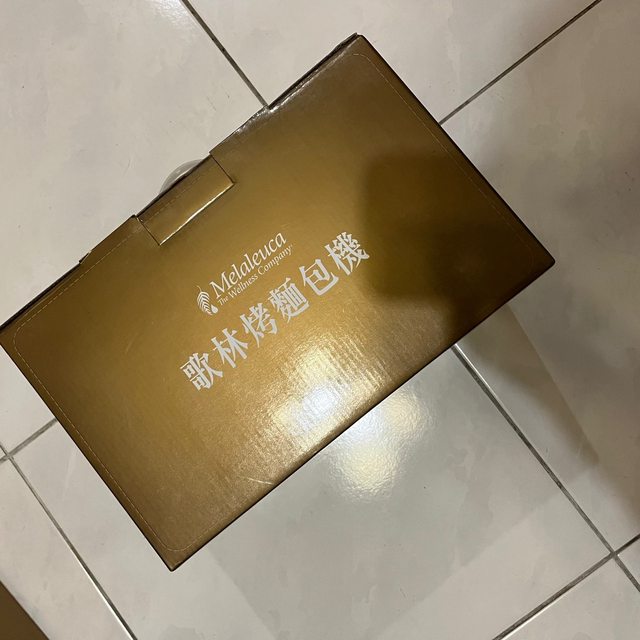 Melaleuca
The Wellness Company
歌林烤麵包機